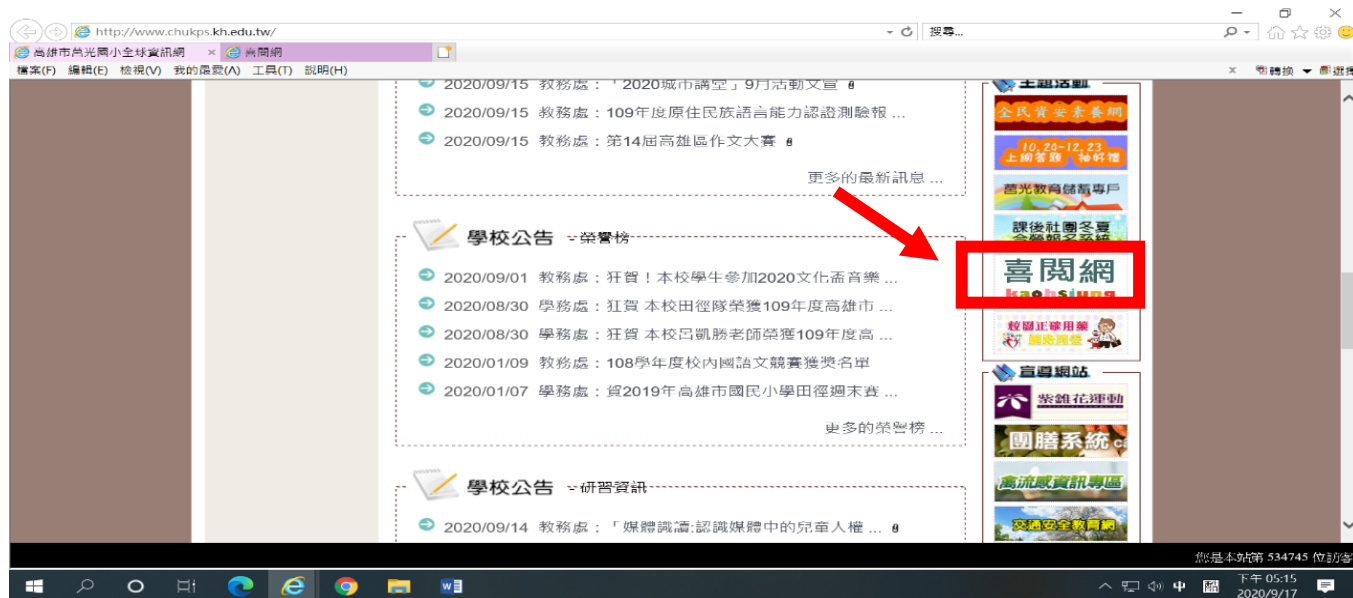 http://www.chukps.kh.edu.tw/
搜尋...
高雄市莒光國小全球資訊網
喜閱網
檔案(F) 編輯(E) 檢視(V) 我的最愛(A) 工具(T) 說明(H)
轉換
2020/09/15 教務處：「2020城市講堂」9月活動文宣
2020/09/15 教務處：109年度原住民族語言能力認證測驗報 ...
2020/09/15 教務處：第14屆高雄區作文大賽
更多的最新訊息 ...
學校公告 - 榮譽榜
2020/09/01 教務處：狂賀！本校學生參加2020文化盃音樂 ...
2020/08/30 學務處：狂賀 本校田徑隊榮獲109年度高雄市 ...
2020/08/30 學務處：狂賀 本校呂凱勝老師榮獲109年度高 ...
2020/01/09 教務處：108學年度校內國語文競賽獲獎名單
2020/01/07 學務處：賀2019年高雄市國民小學田徑週末賽 ...
更多的榮譽榜 ...
學校公告 - 研習資訊
2020/09/14 教務處：「媒體識讀:認識媒體中的兒童人權 ...
主題活動
全民資安素養網
10.26-12.23
上網答題 抽好禮
莒光教育儲蓄專戶
課後社團冬夏
令營報名系統
喜閱網
kaohsiung
校園正確用藥
宣導網站
紫錐花運動
團膳系統
禽流感資訊專區
交通安全教育網
您是本站第 534745 位訪客
下午 05:15
2020/9/17